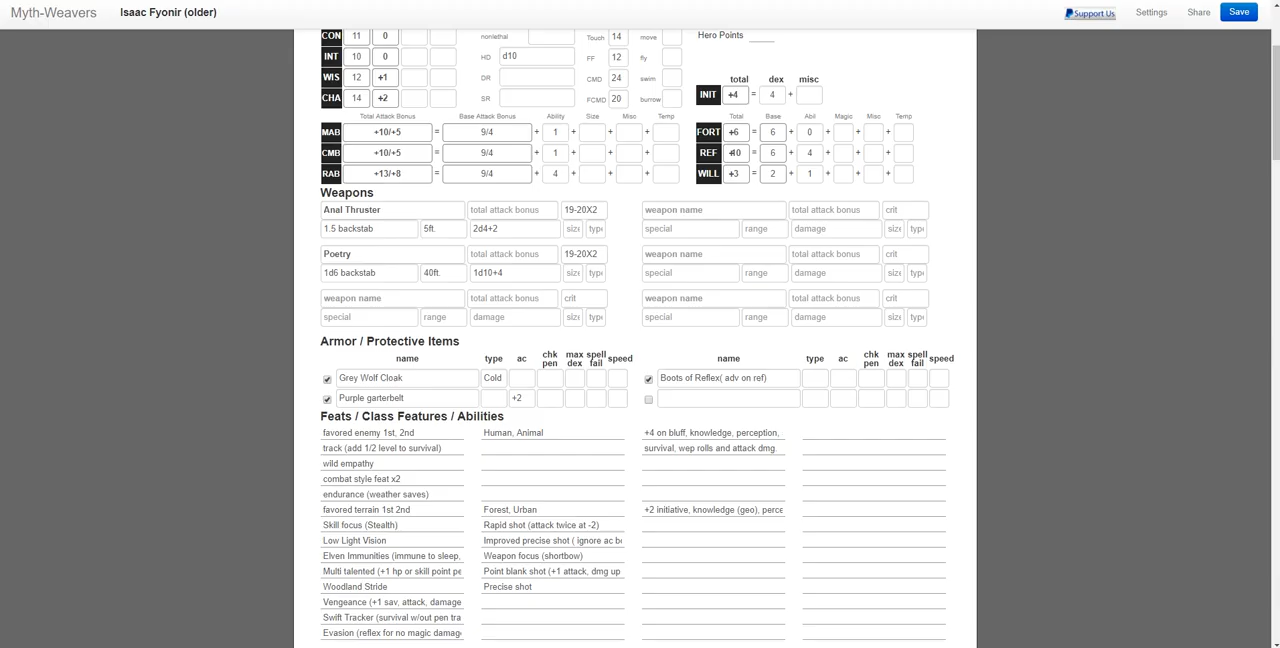 Myth-Weavers Isaac Fyonir (older) Support Us Settings Share Save
CON 11 0 nonlethal Touch 14 move Hero Points
INT 10 0 HD d10 FF 12 fly
WIS 12 +1 DR CMD 24 swim total dex misc
CHA 14 +2 SR FCMD 20 burrow INIT +4 = 4 +
Total Attack Bonus Base Attack Bonus Ability Size Misc Temp Total Base Abil Magic Misc Temp
MAB +10/+5 = 9/4 + 1 + + + FORT +6 = 6 + 0 + + +
CMB +10/+5 = 9/4 + 1 + + + REF +10 = 6 + 4 + + +
RAB +13/+8 = 9/4 + 4 + + + WILL +3 = 2 + 1 + + +
Weapons
Anal Thruster total attack bonus 19-20X2 weapon name total attack bonus crit
1.5 backstab 5ft. 2d4+2 size type special range damage size type
Poetry total attack bonus 19-20X2 weapon name total attack bonus crit
1d6 backstab 40ft. 1d10+4 size type special range damage size type
weapon name total attack bonus crit weapon name total attack bonus crit
special range damage size type special range damage size type
Armor / Protective Items
name type ac chk pen max dex spell fail speed name type ac chk pen max dex spell fail speed
Grey Wolf Cloak Cold Boots of Reflex( adv on ref)
Purple garterbelt +2
Feats / Class Features / Abilities
favored enemy 1st, 2nd Human, Animal +4 on bluff, knowledge, perception,
track (add 1/2 level to survival) survival, wep rolls and attack dmg.
wild empathy
combat style feat x2
endurance (weather saves)
favored terrain 1st 2nd Forest, Urban +2 initiative, knowledge (geo), perce
Skill focus (Stealth) Rapid shot (attack twice at -2)
Low Light Vision Improved precise shot ( ignore ac b
Elven Immunities (immune to sleep, Weapon focus (shortbow)
Multi talented (+1 hp or skill point pe Point blank shot (+1 attack, dmg up
Woodland Stride Precise shot
Vengeance (+1 sav, attack, damage
Swift Tracker (survival w/out pen tra
Evasion (reflex for no magic damag